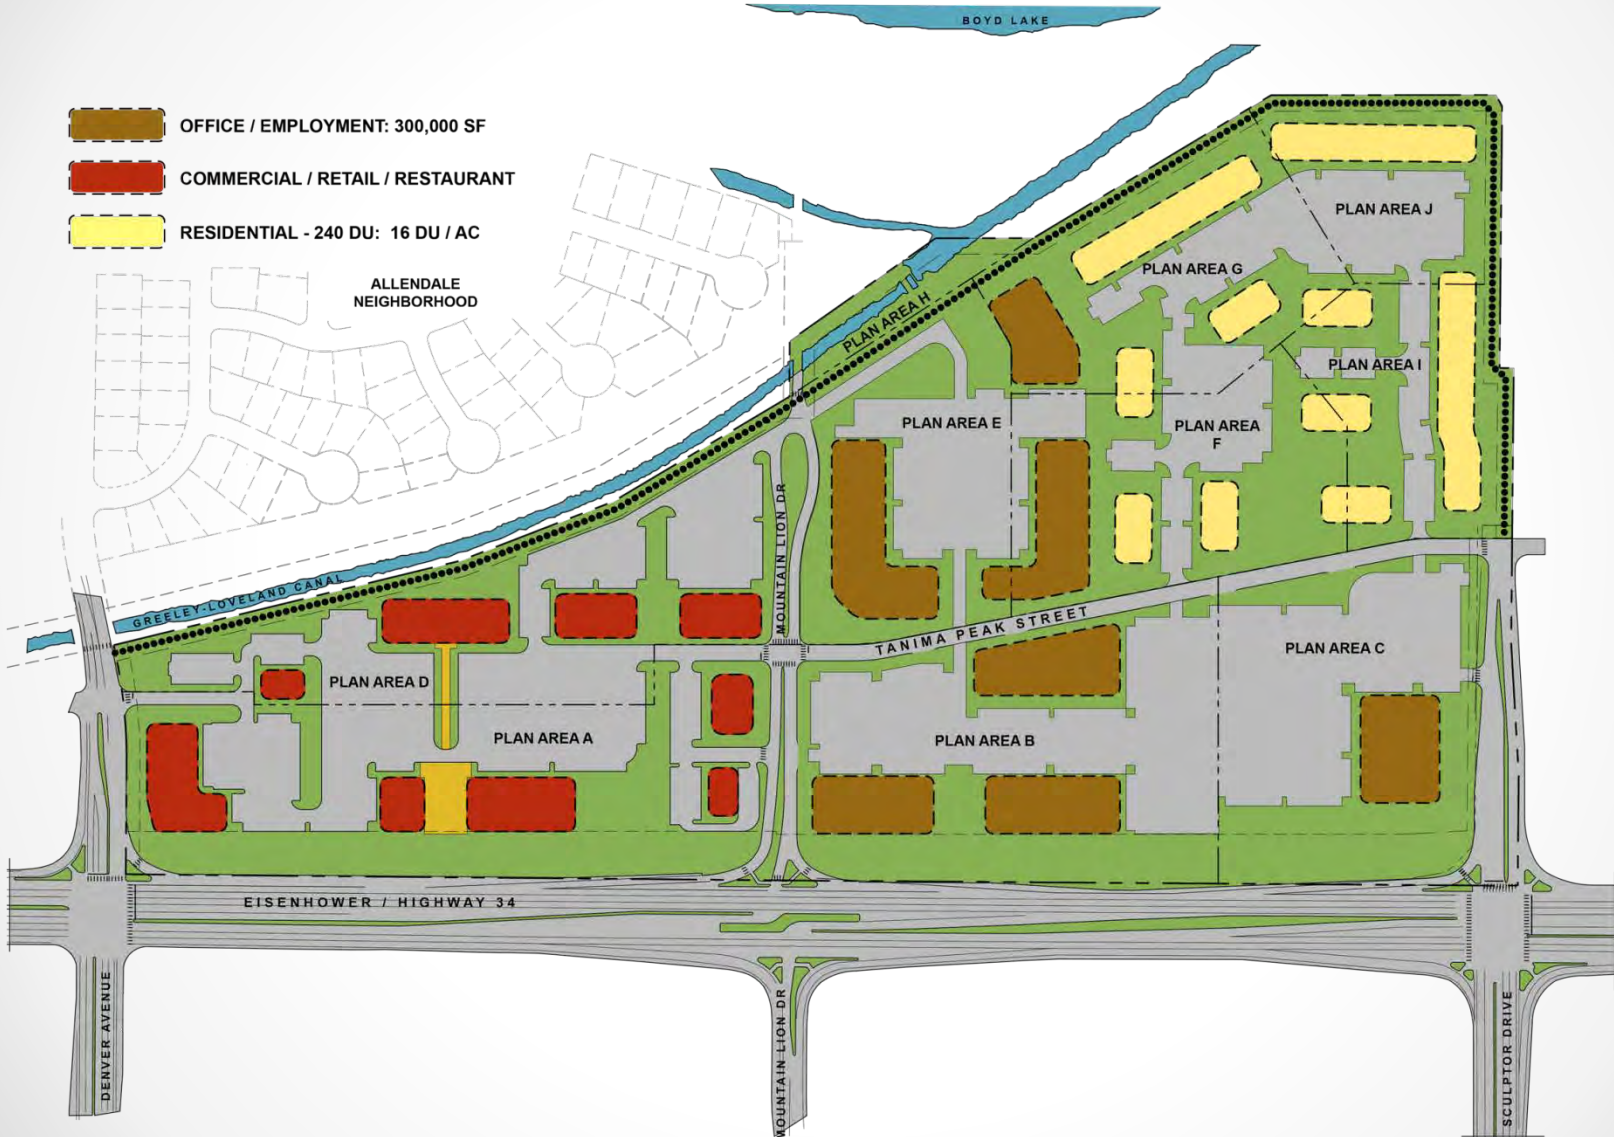 BOYD LAKE
OFFICE / EMPLOYMENT: 300,000 SF
COMMERCIAL / RETAIL / RESTAURANT
RESIDENTIAL - 240 DU: 16 DU / AC
ALLENDALE
NEIGHBORHOOD
PLAN AREA J
PLAN AREA G
PLAN AREA H
PLAN AREA I
PLAN AREA E
PLAN AREA
F
MOUNTAIN LION DR
GREELEY-LOVELAND CANAL
TANIMA PEAK STREET
PLAN AREA C
PLAN AREA D
PLAN AREA A
PLAN AREA B
EISENHOWER / HIGHWAY 34
DENVER AVENUE
MOUNTAIN LION DR
SCULPTOR DRIVE